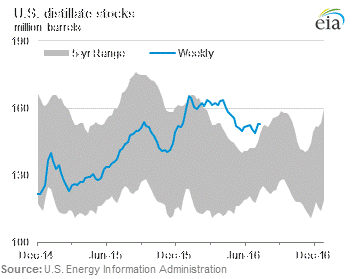 U.S. distillate stocks
million barrels
eia
190
5-yr Range Weekly
160
130
100
Dec-14 Jun-15 Dec-15 Jun-16 Dec-16
Source: U.S. Energy Information Administration